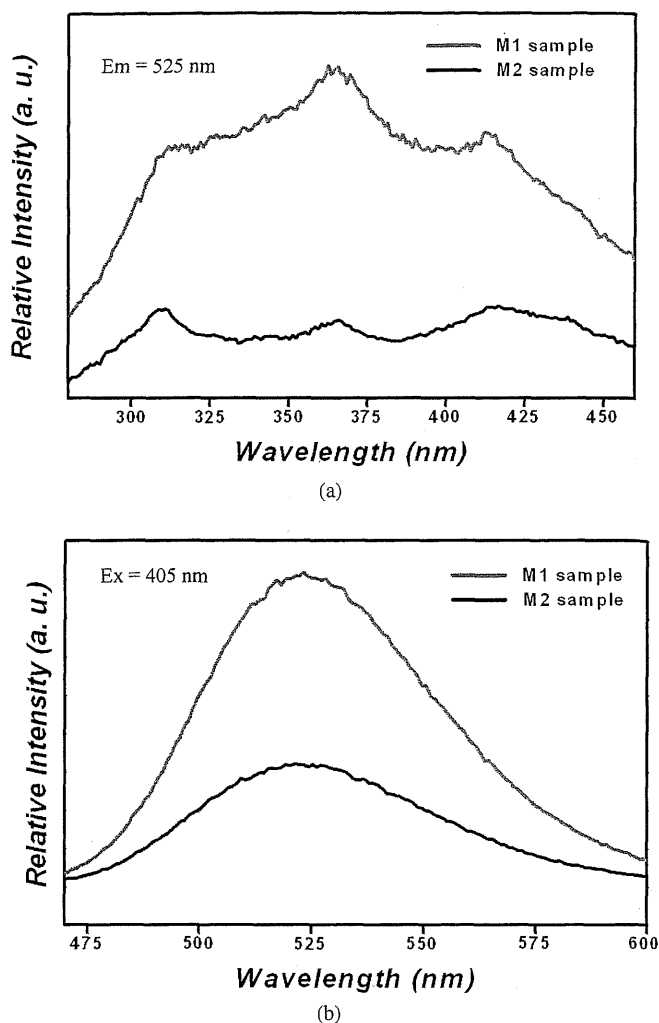 Em = 525 nm
M1 sample
M2 sample
Relative Intensity (a. u.)
300 325 350 375 400 425 450
Wavelength (nm)
(a)
Ex = 405 nm
M1 sample
M2 sample
Relative Intensity (a. u.)
475 500 525 550 575 600
Wavelength (nm)
(b)